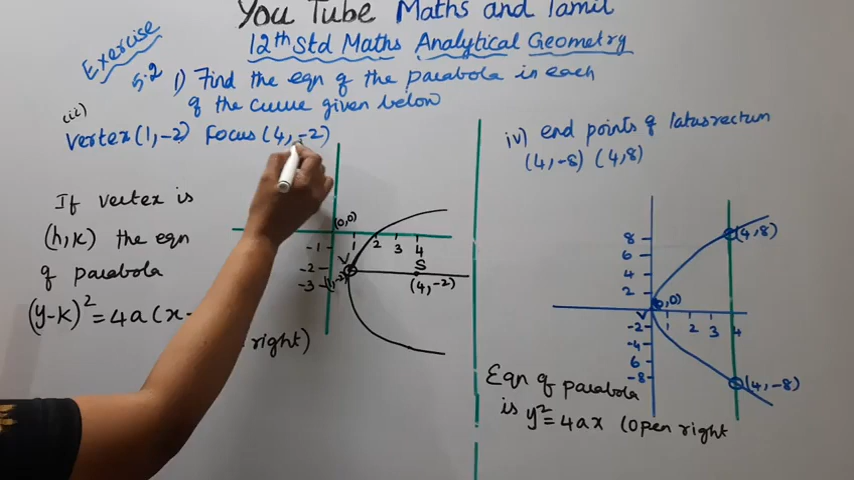 You Tube Maths and Tamil
12th Std Maths Analytical Geometry
Exercise
5.2 1) Find the eqn of the parabola in each
of the curve given below
(iii)
Vertex (1,-2) Focus (4,-2)
If vertex is
(h,k) the eqn
of parabola
(y-k)²=4a(x-
right)
(0,0)
2 3 4
-1
-2
-3
V
(1,-2)
S
(4,-2)
iv) end points of latusrectum
(4,-8) (4,8)
8
6
4
2
(4,8)
(0,0)
V
1 2 3 4
-2
-4
6
-8
(4,-8)
Eqn of parabola
is y²=4ax (open right